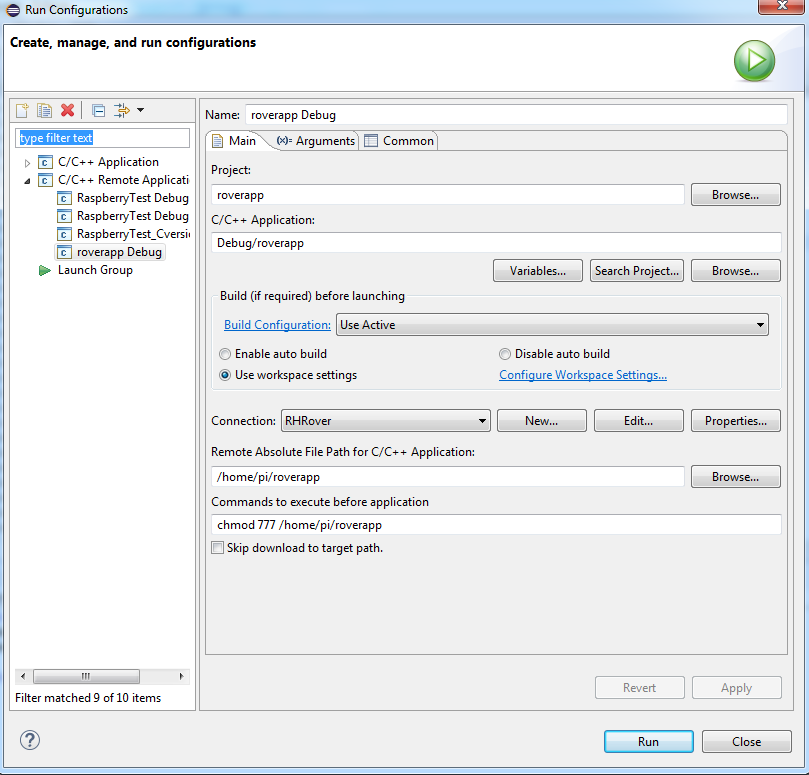 Run Configurations
Create, manage, and run configurations
type filter text
C/C++ Application
C/C++ Remote Applicati
RaspberryTest Debug
RaspberryTest Debug
RaspberryTest_Cversi
roverapp Debug
Launch Group
Filter matched 9 of 10 items
Name: roverapp Debug
Main (x)= Arguments Common
Project:
roverapp Browse...
C/C++ Application:
Debug/roverapp
Variables... Search Project... Browse...
Build (if required) before launching
Build Configuration: Use Active
Enable auto build Disable auto build
Use workspace settings Configure Workspace Settings...
Connection: RHRover New... Edit... Properties...
Remote Absolute File Path for C/C++ Application:
/home/pi/roverapp Browse...
Commands to execute before application
chmod 777 /home/pi/roverapp
Skip download to target path.
Revert Apply
? Run Close